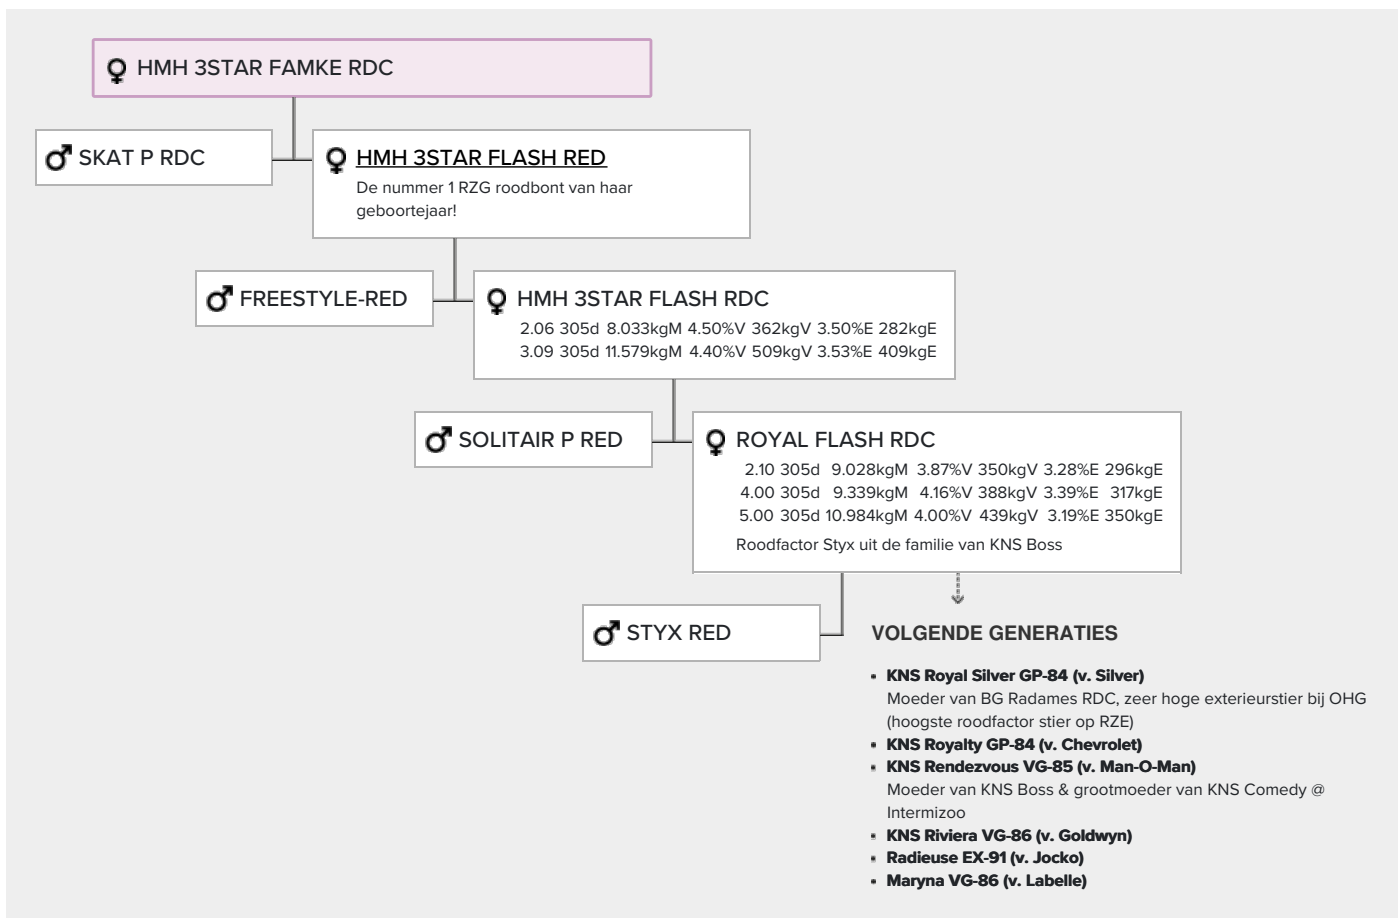 HMH 3STAR FAMKE RDC
SKAT P RDC
HMH 3STAR FLASH RED
De nummer 1 RZG roodbont van haar
geboortejaar!
FREESTYLE-RED
HMH 3STAR FLASH RDC
2.06 305d 8.033kgM 4.50%V 362kgV 3.50%E 282kgE
3.09 305d 11.579kgM 4.40%V 509kgV 3.53%E 409kgE
SOLITAIR P RED
ROYAL FLASH RDC
2.10 305d 9.028kgM 3.87%V 350kgV 3.28%E 296kgE
4.00 305d 9.339kgM 4.16%V 388kgV 3.39%E 317kgE
5.00 305d 10.984kgM 4.00%V 439kgV 3.19%E 350kgE
Roodfactor Styx uit de familie van KNS Boss
STYX RED
VOLGENDE GENERATIES
KNS Royal Silver GP-84 (v. Silver)
Moeder van BG Radames RDC, zeer hoge exterieurstier bij OHG
(hoogste roodfactor stier op RZE)
KNS Royalty GP-84 (v. Chevrolet)
KNS Rendezvous VG-85 (v. Man-O-Man)
Moeder van KNS Boss & grootmoeder van KNS Comedy @
Intermizoo
KNS Riviera VG-86 (v. Goldwyn)
Radieuse EX-91 (v. Jocko)
Maryna VG-86 (v. Labelle)